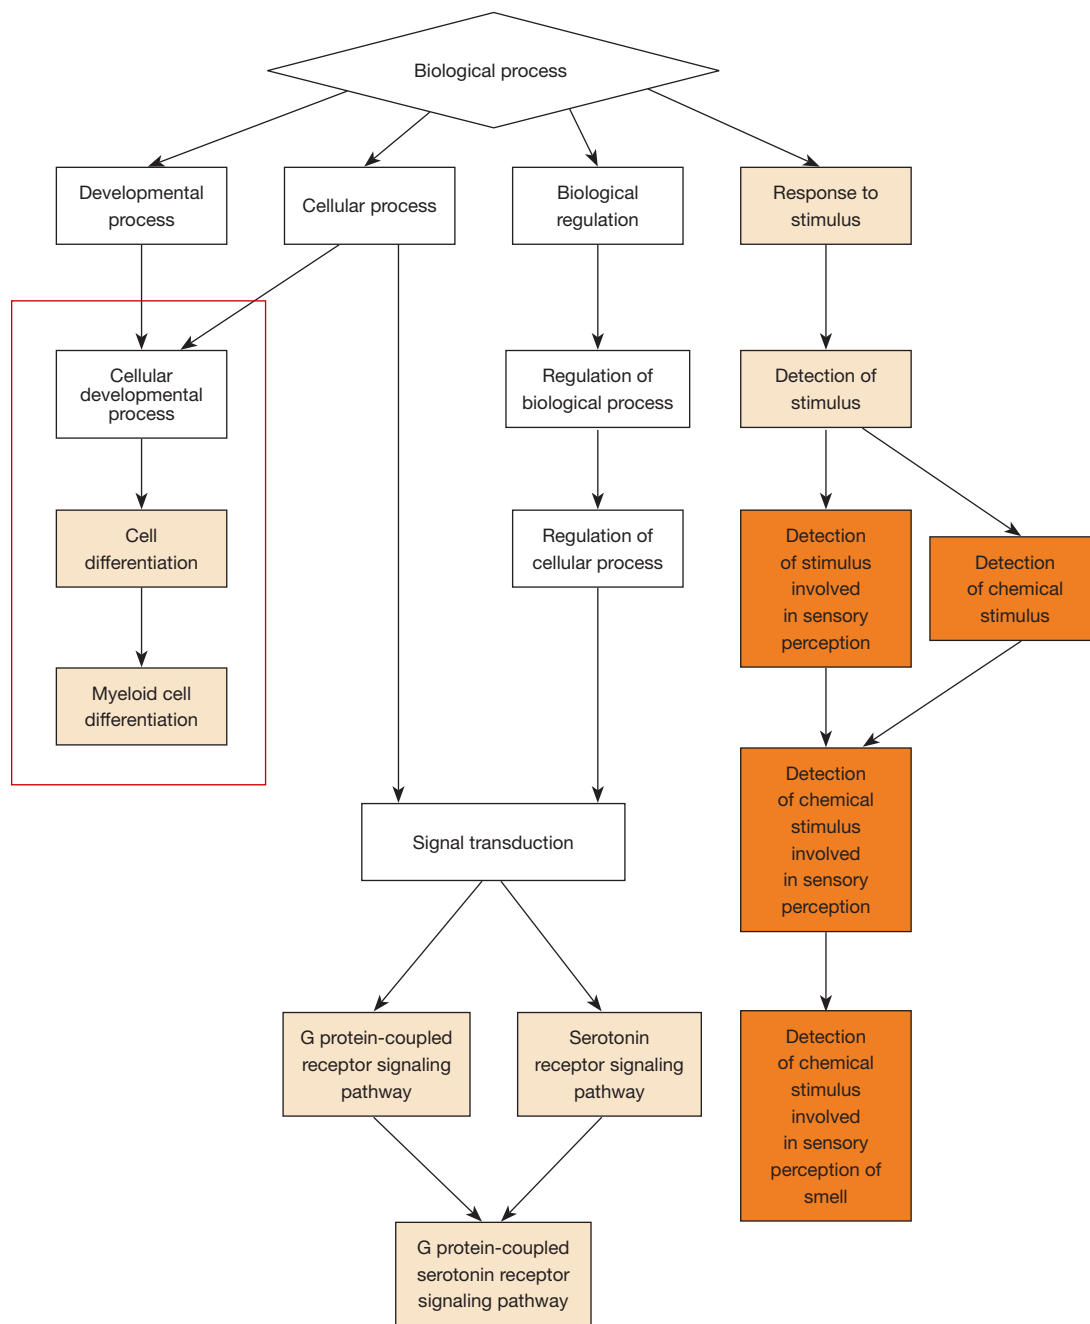 Biological process
Developmental
process
Cellular process
Biological
regulation
Response to
stimulus
Cellular
developmental
process
Regulation of
biological process
Detection of
stimulus
Cell
differentiation
Regulation of
cellular process
Detection
of stimulus
involved
in sensory
perception
Detection
of chemical
stimulus
Myeloid cell
differentiation
Signal transduction
Detection
of chemical
stimulus
involved
in sensory
perception
G protein-coupled
receptor signaling
pathway
Serotonin
receptor signaling
pathway
Detection
of chemical
stimulus
involved
in sensory
perception of
smell
G protein-coupled
serotonin receptor
signaling pathway